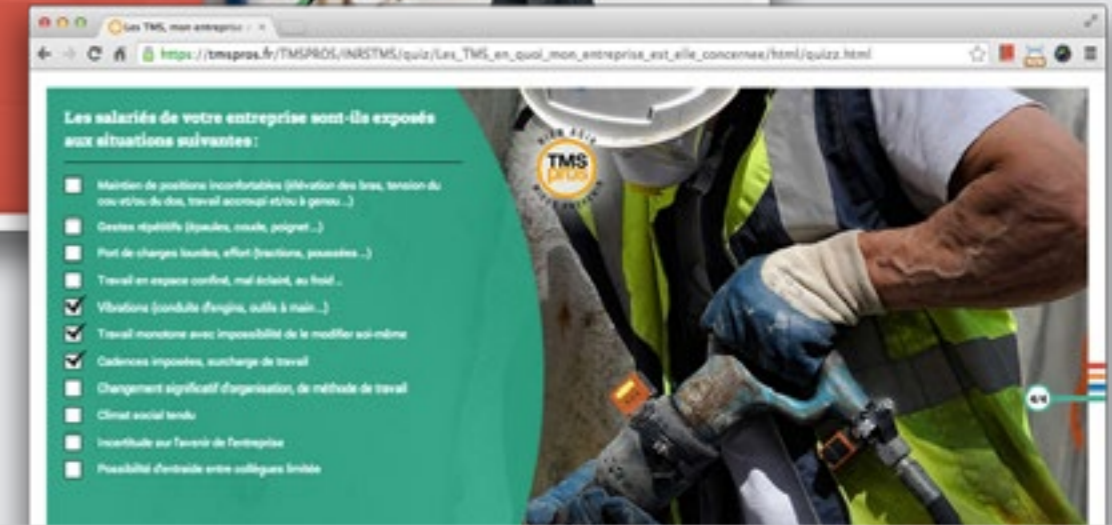 Les TMS, mon entreprise
https://tmspros.fr/TMSPROS/INRSTMS/quiz/Les_TMS_en_quoi_mon_entreprise_est_elle_concernee/html/quizz.html
Les salariés de votre entreprise sont-ils exposés
aux situations suivantes :
Maintien de positions inconfortables (élévation des bras, tension du
cou et/ou du dos, travail accroupi et/ou à genou ...)
Gestes répétitifs (épaules, coude, poignet ...)
Port de charges lourdes, effort (tractions, poussées ...)
Travail en espace confiné, mal éclairé, au froid ..
Vibrations (conduite d'engins, outils à main ...)
Travail monotone avec impossibilité de le modifier soi-même
Cadences imposées, surcharge de travail
Changement significatif d'organisation, de méthode de travail
Climat social tendu
Incertitude sur l'avenir de l'entreprise
Possibilité d'entraide entre collègues limitée
BIEN AGIR
TMS
pros
4/4